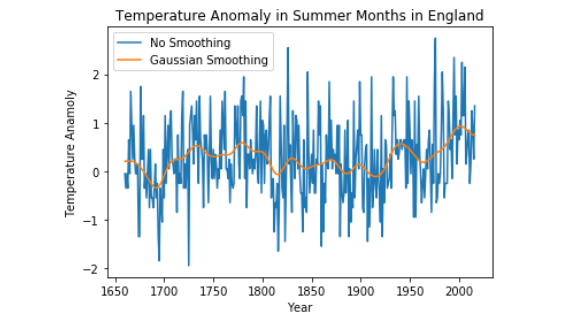 Temperature Anomaly in Summer Months in England
No Smoothing
Gaussian Smoothing
2
1
0
−1
−2
Temperature Anamoly
1650 1700 1750 1800 1850 1900 1950 2000
Year